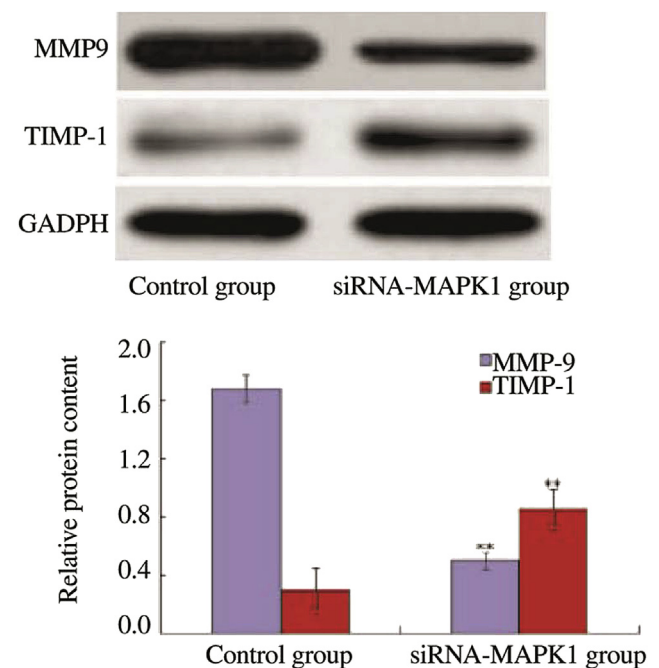 MMP9
TIMP-1
GADPH
Control group siRNA-MAPK1 group
Relative protein content
2.0
1.6
1.2
0.8
0.4
0.0
MMP-9
TIMP-1
**
**
Control group siRNA-MAPK1 group